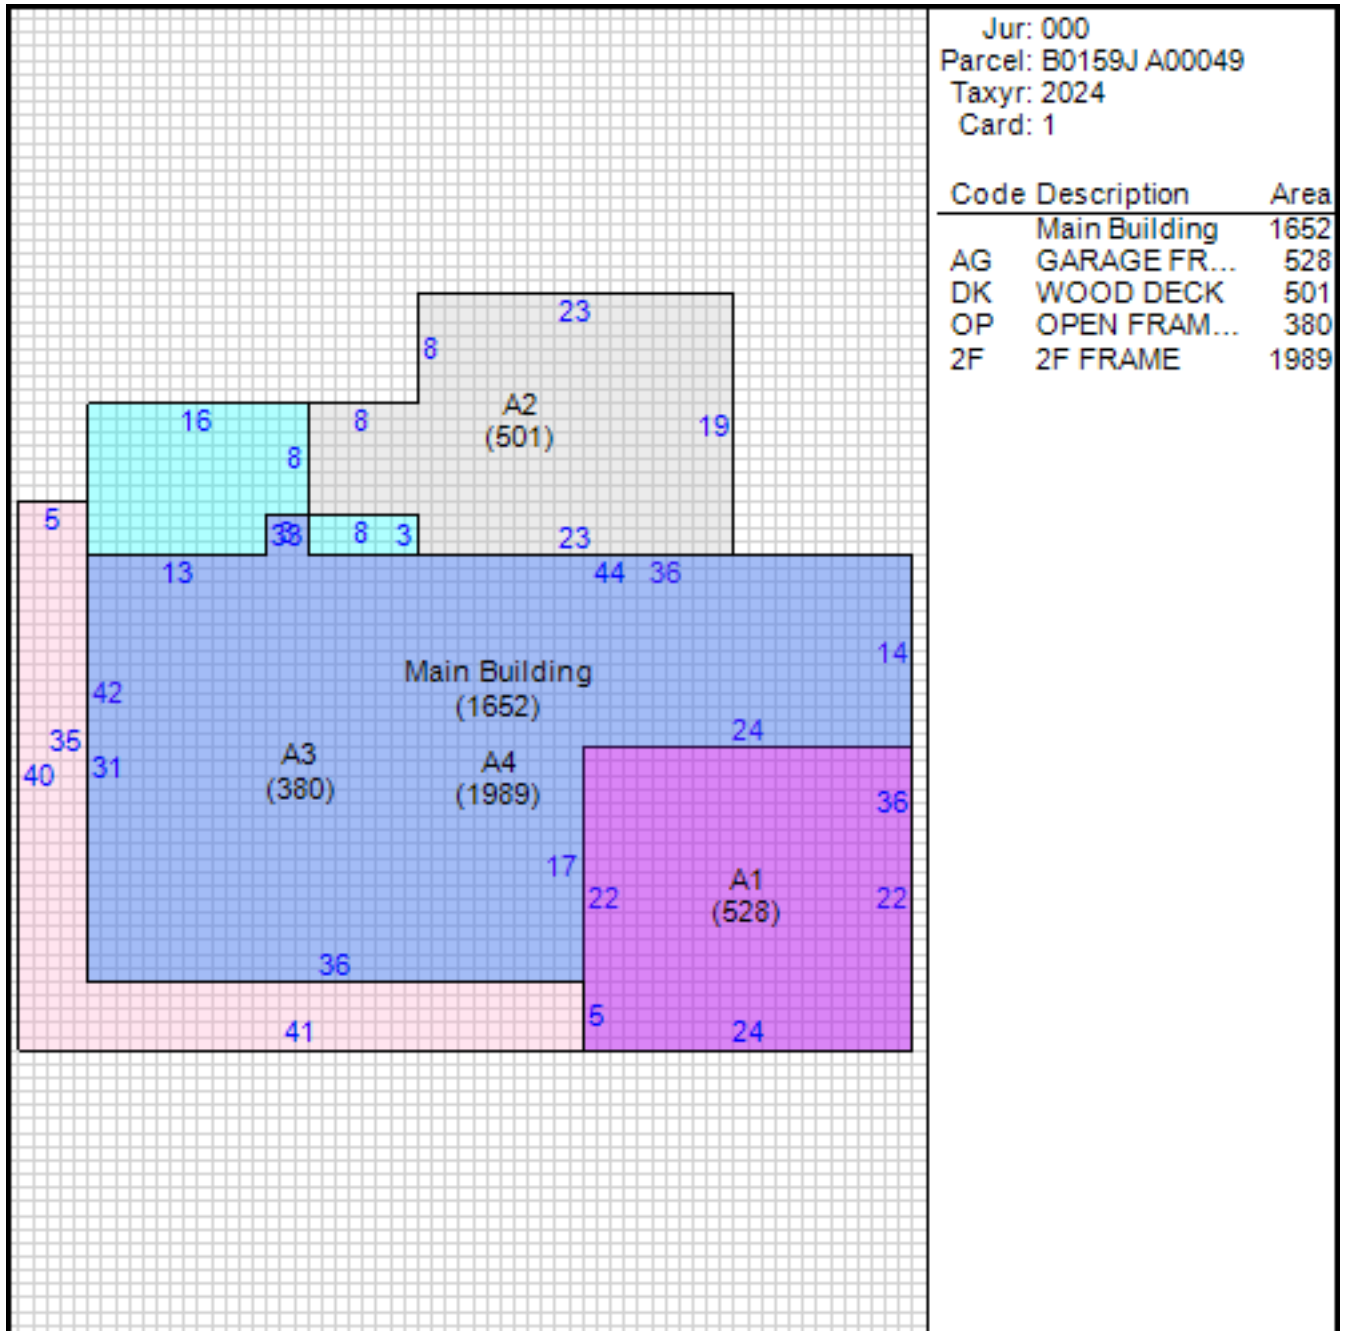 Jur: 000
Parcel: B0159J A00049
Taxyr: 2024
Card: 1
Code Description Area
Main Building 1652
AG GARAGE FR... 528
DK WOOD DECK 501
OP OPEN FRAM... 380
2F 2F FRAME 1989
23
8
A2
(501)
16
8
19
8
5
8 3
23
13
44 36
14
Main Building
(1652)
42
24
35
31
40
A3
(380)
A4
(1989)
36
17
22
A1
(528)
22
36
5
41
24